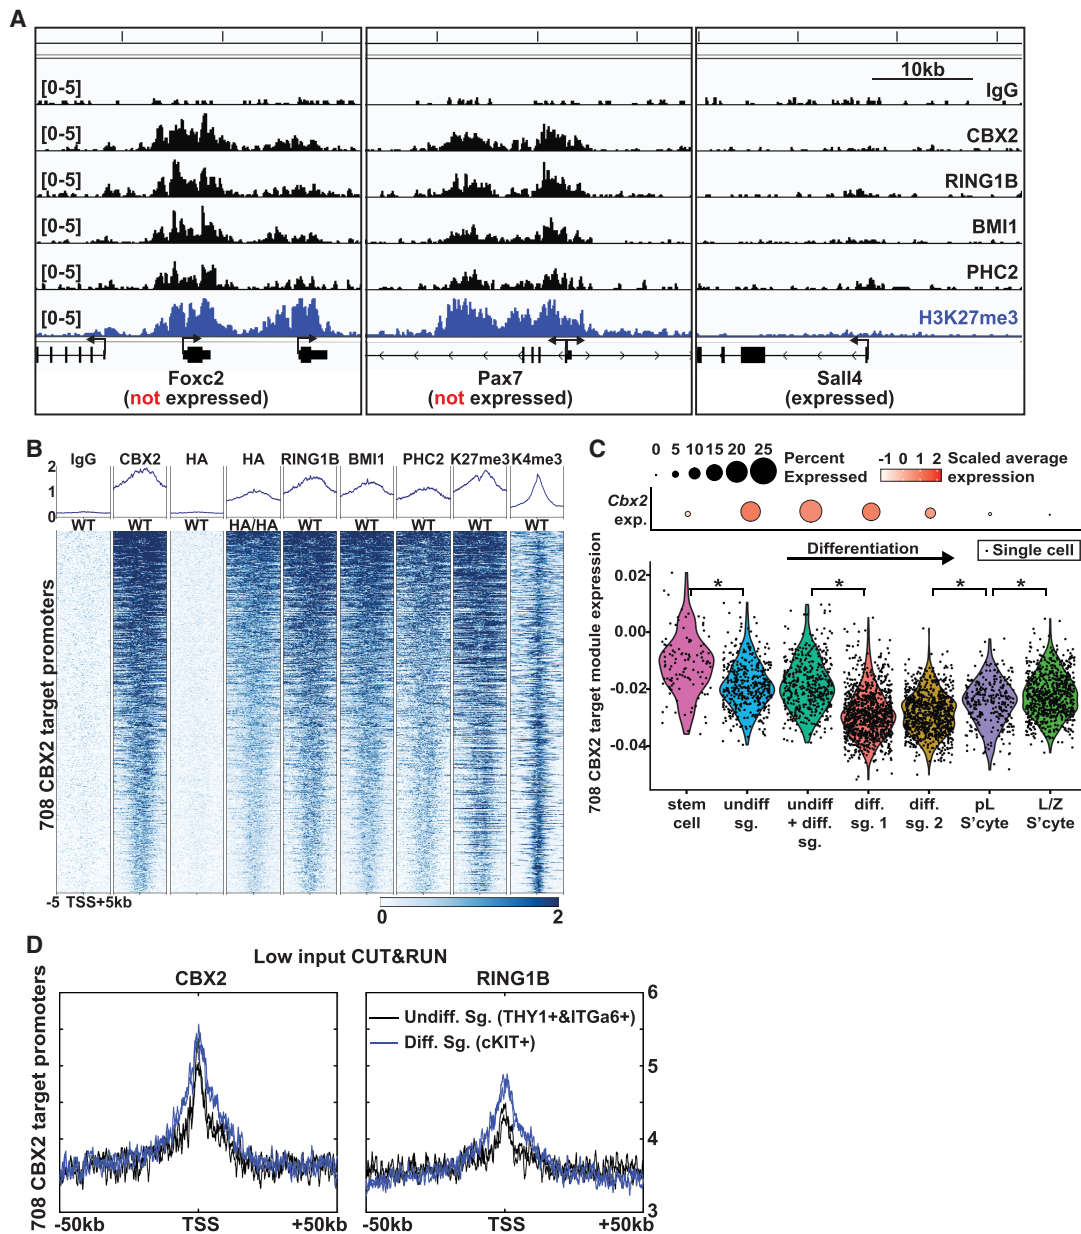 A
[0-5] 10kb IgG
[0-5] CBX2
[0-5] RING1B
[0-5] BMI1
[0-5] PHC2
[0-5] H3K27me3
Foxc2 Pax7 Sall4
(not expressed) (not expressed) (expressed)
B
IgG CBX2 HA HA RING1B BMI1 PHC2 K27me3 K4me3
2
1
0
WT WT WT HA/HA WT WT WT WT WT
708 CBX2 target promoters
-5 TSS+5kb
0 2
C
0 5 10 15 20 25 Percent Expressed
-1 0 1 2 Scaled average expression
Cbx2 exp.
Differentiation
· Single cell
* * * *
708 CBX2 target module expression
0.02
0.00
-0.02
-0.04
stem cell
undiff sg.
undiff + diff. sg.
diff. sg. 1
diff. sg. 2
pL S'cyte
L/Z S'cyte
D
Low input CUT&RUN
CBX2 RING1B
708 CBX2 target promoters
Undiff. Sg. (THY1+&ITGa6+)
Diff. Sg. (cKIT+)
6
5
4
3
-50kb TSS +50kb -50kb TSS +50kb